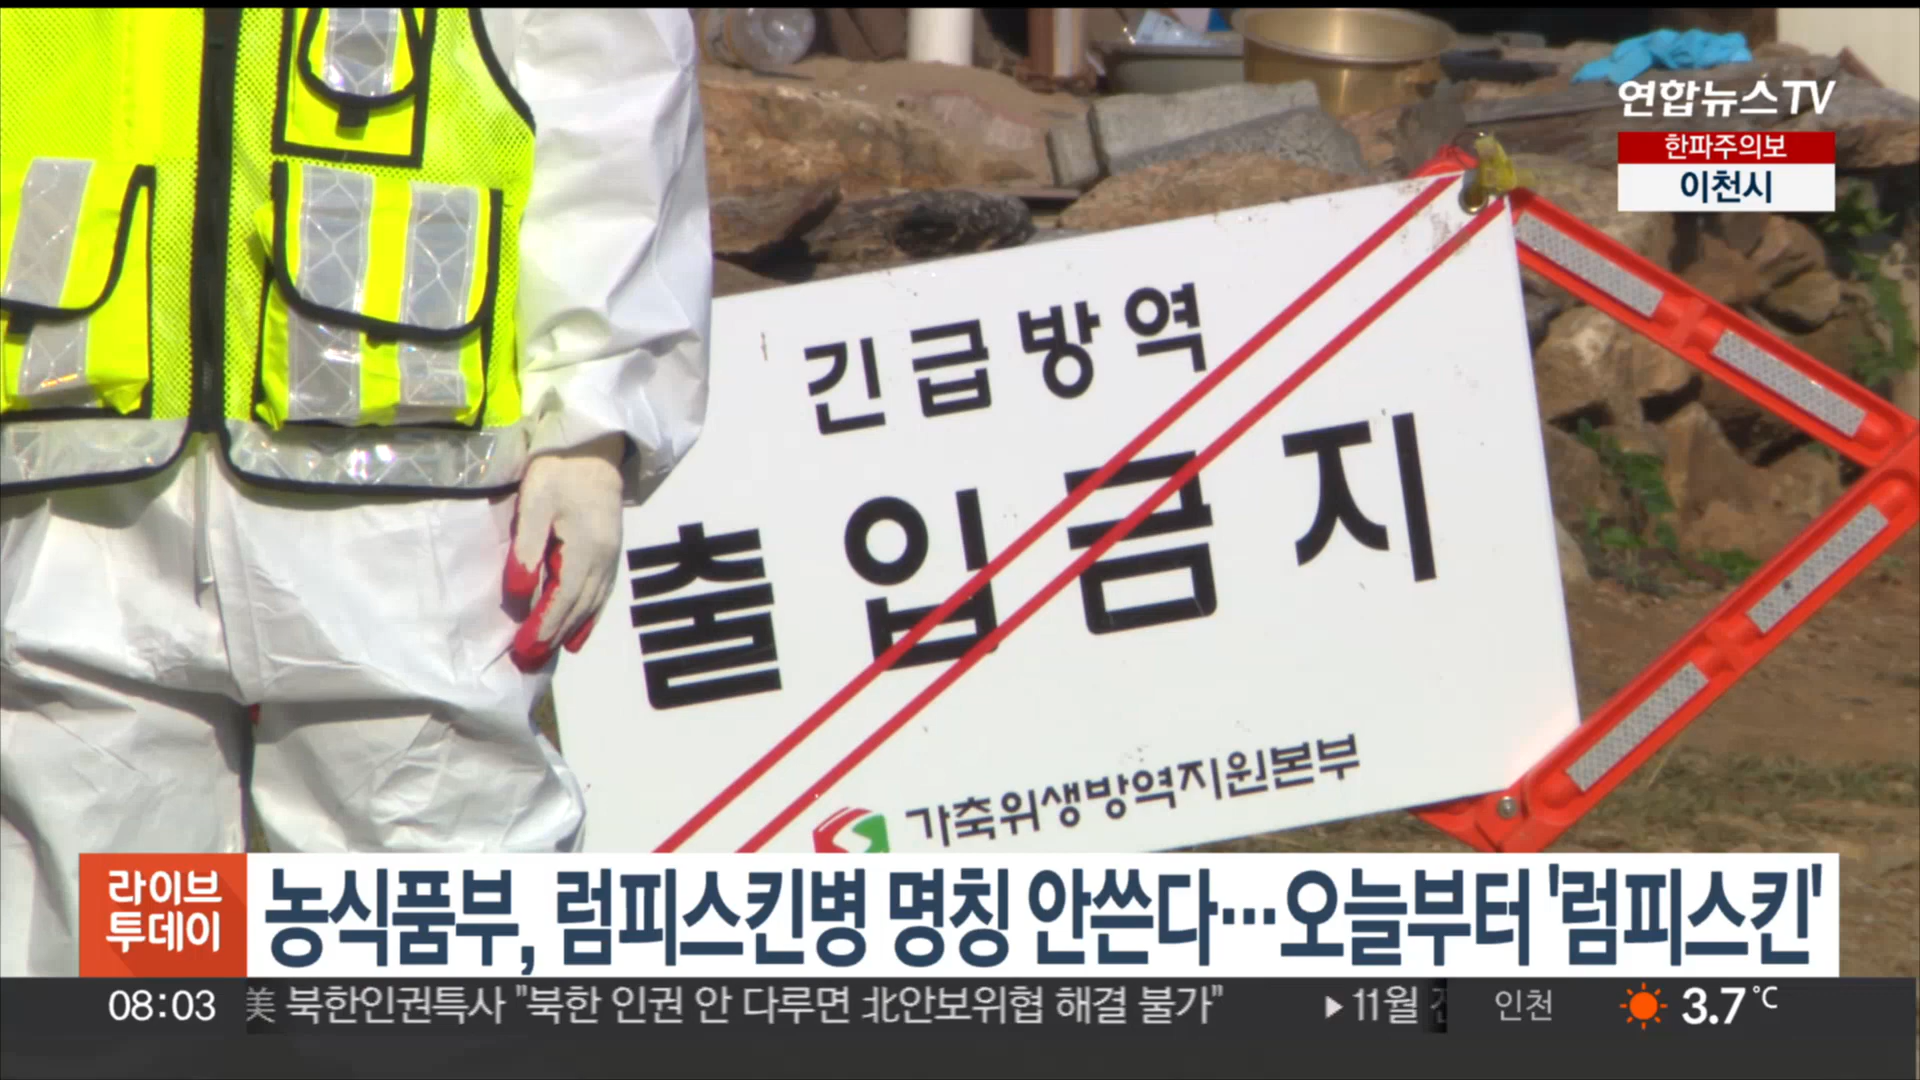 연합뉴스TV
한파주의보
이천시
긴급방역
출입금지
가축위생방역지원본부
라이브
투데이
농식품부, 럼피스킨병 명칭 안쓴다…오늘부터 '럼피스킨'
08:03
美 북한인권특사 "북한 인권 안 다루면 北안보위협 해결 불가"
▶11월
인천
3.7℃